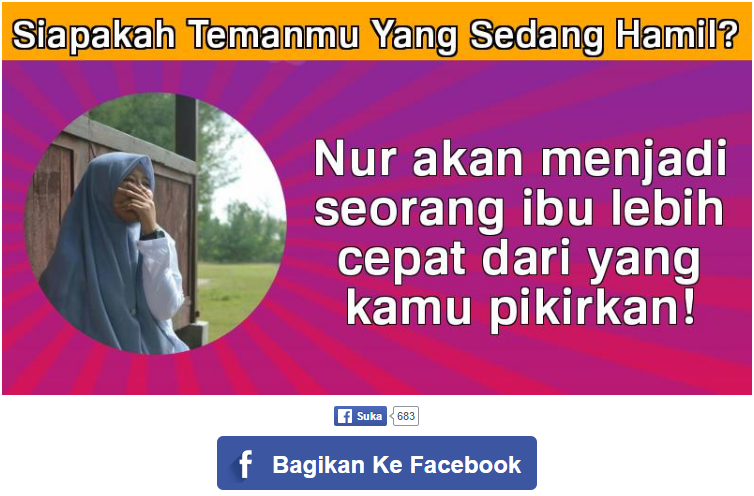 Siapakah Temanmu Yang Sedang Hamil?
Nur akan menjadi
seorang ibu lebih
cepat dari yang
kamu pikirkan!
f Suka 683
f Bagikan Ke Facebook